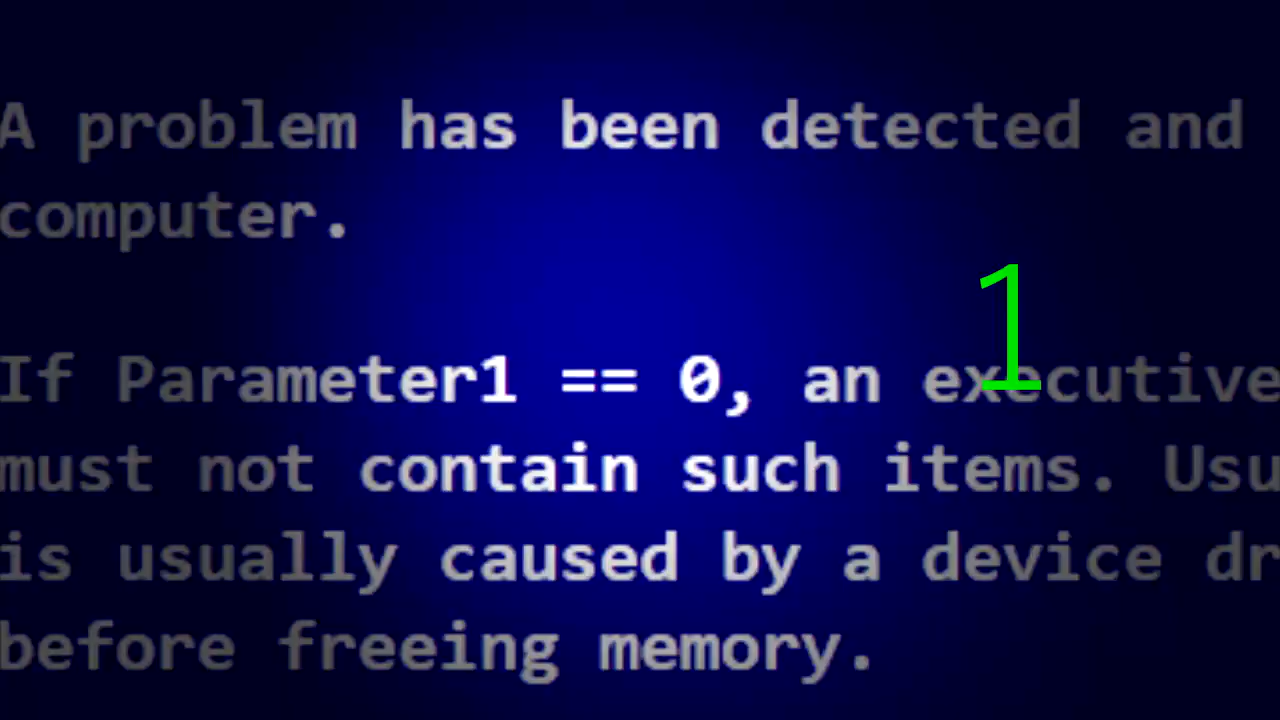 A problem has been detected and
computer.
1
If Parameter1 == 0, an executive
must not contain such items. Usu
is usually caused by a device dr
before freeing memory.